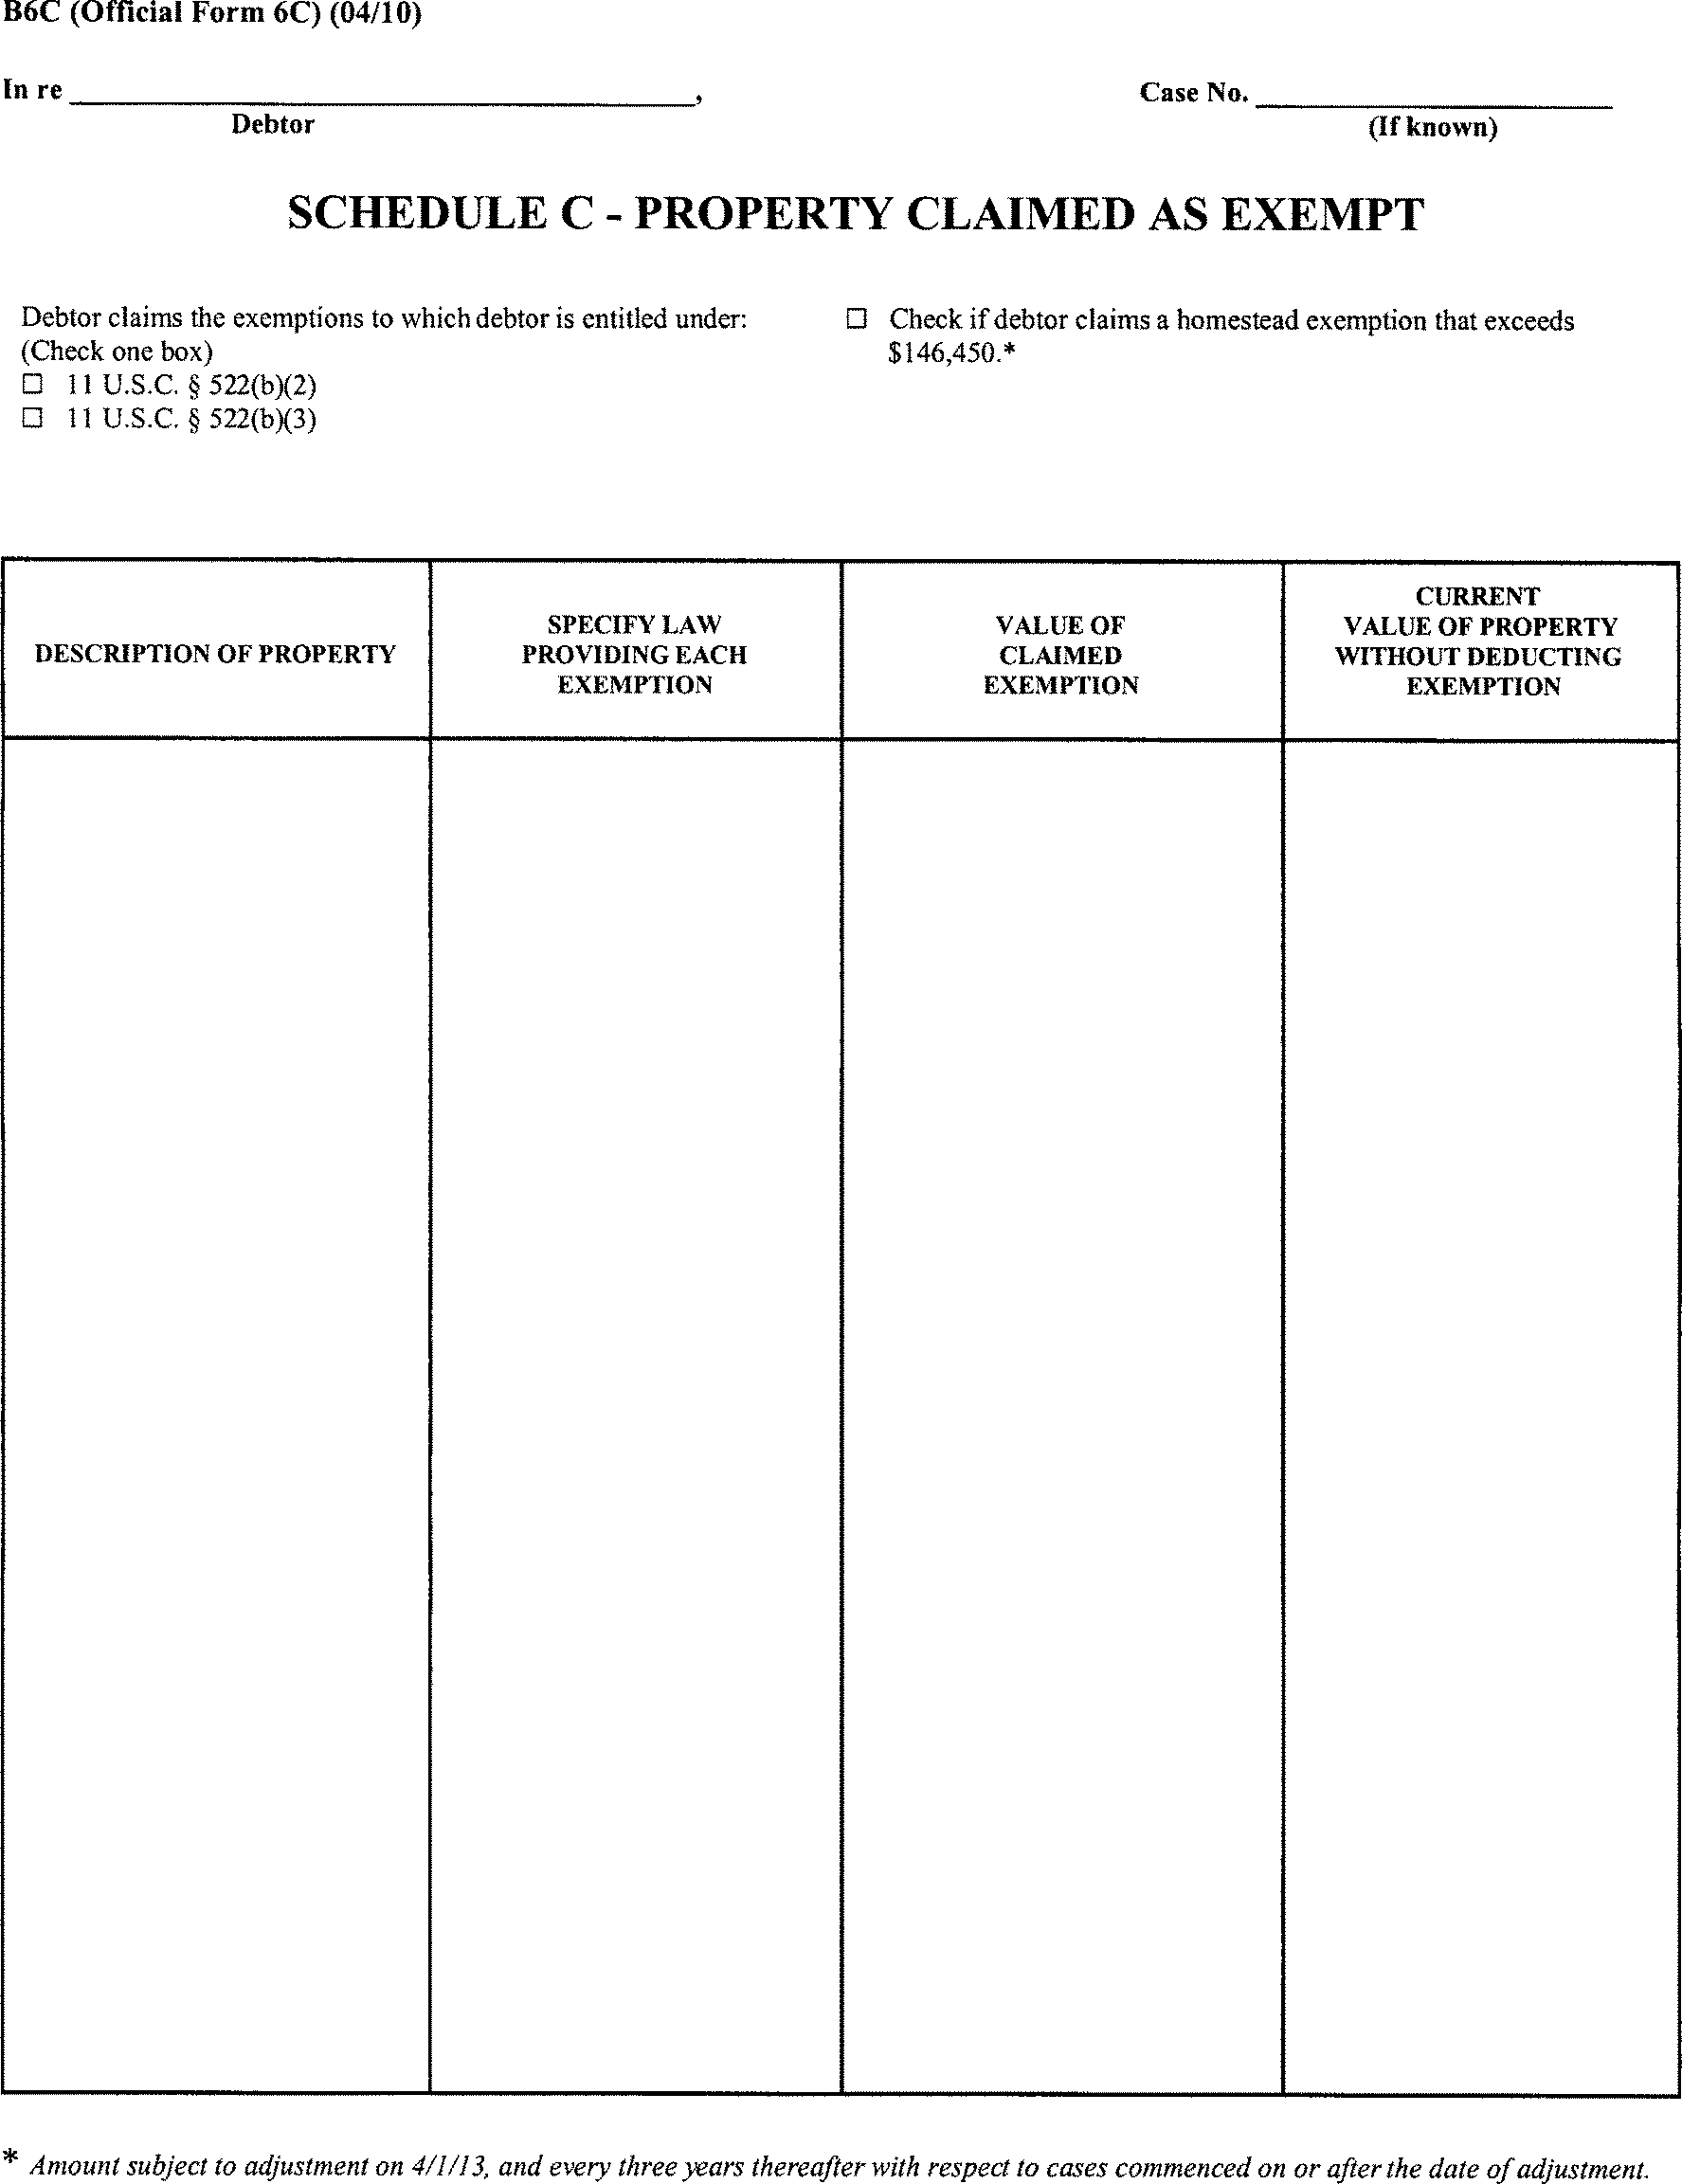 B6C (Official Form 6C) (04/10)
In re ,
Case No.
Debtor
(If known)
SCHEDULE C - PROPERTY CLAIMED AS EXEMPT
Debtor claims the exemptions to which debtor is entitled under:
(Check one box)
☐ 11 U.S.C. § 522(b)(2)
☐ 11 U.S.C. § 522(b)(3)
☐ Check if debtor claims a homestead exemption that exceeds
$146,450.*
DESCRIPTION OF PROPERTY
SPECIFY LAW
PROVIDING EACH
EXEMPTION
VALUE OF
CLAIMED
EXEMPTION
CURRENT
VALUE OF PROPERTY
WITHOUT DEDUCTING
EXEMPTION
* Amount subject to adjustment on 4/1/13, and every three years thereafter with respect to cases commenced on or after the date of adjustment.